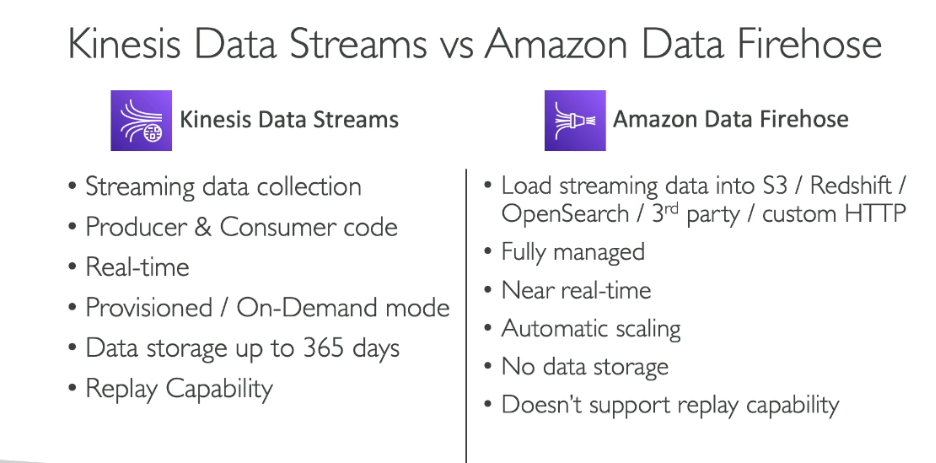 Kinesis Data Streams vs Amazon Data Firehose
Kinesis Data Streams
• Streaming data collection
• Producer & Consumer code
• Real-time
• Provisioned / On-Demand mode
• Data storage up to 365 days
• Replay Capability
Amazon Data Firehose
• Load streaming data into S3 / Redshift /
OpenSearch / 3rd party / custom HTTP
• Fully managed
• Near real-time
• Automatic scaling
• No data storage
• Doesn't support replay capability